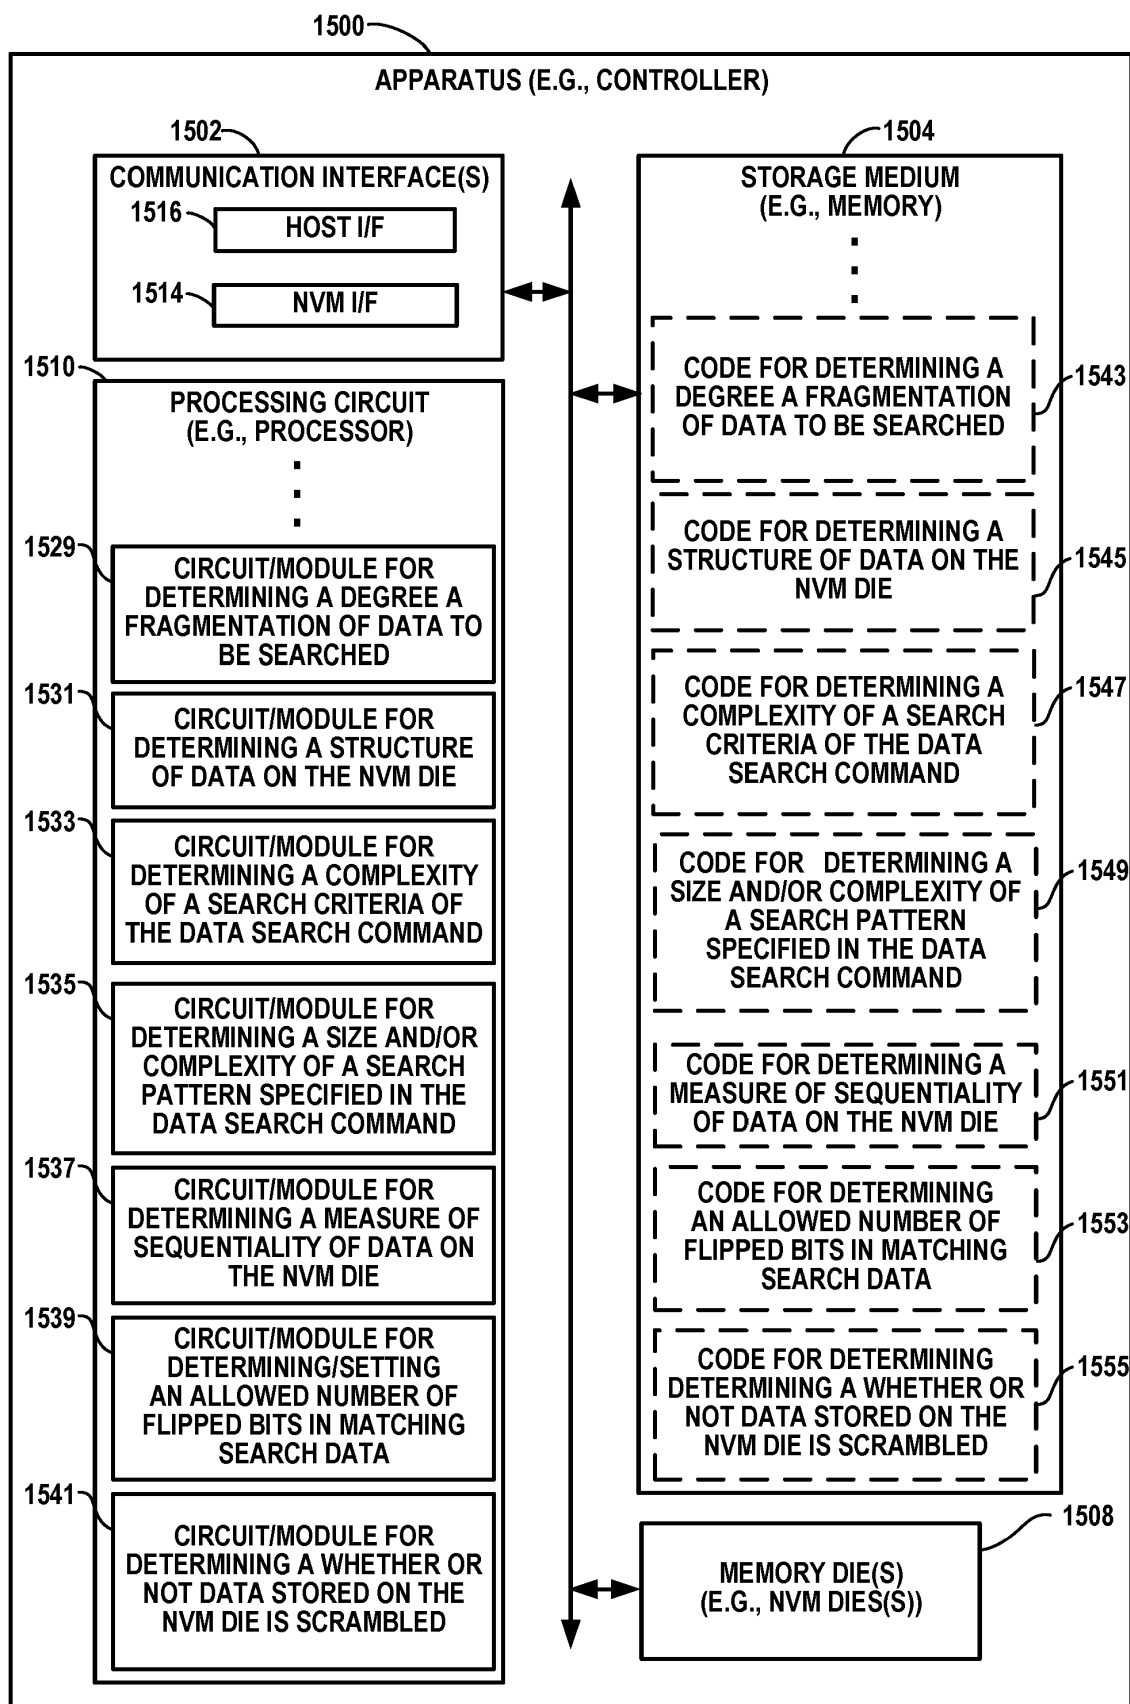 1500
APPARATUS (E.G., CONTROLLER)
1502
COMMUNICATION INTERFACE(S)
1516
HOST I/F
1514
NVM I/F
1510
PROCESSING CIRCUIT
(E.G., PROCESSOR)
1529
CIRCUIT/MODULE FOR
DETERMINING A DEGREE A
FRAGMENTATION OF DATA TO
BE SEARCHED
1531
CIRCUIT/MODULE FOR
DETERMINING A STRUCTURE
OF DATA ON THE NVM DIE
1533
CIRCUIT/MODULE FOR
DETERMINING A COMPLEXITY
OF A SEARCH CRITERIA OF
THE DATA SEARCH COMMAND
1535
CIRCUIT/MODULE FOR
DETERMINING A SIZE AND/OR
COMPLEXITY OF A SEARCH
PATTERN SPECIFIED IN THE
DATA SEARCH COMMAND
1537
CIRCUIT/MODULE FOR
DETERMINING A MEASURE OF
SEQUENTIALITY OF DATA ON
THE NVM DIE
1539
CIRCUIT/MODULE FOR
DETERMINING/SETTING
AN ALLOWED NUMBER OF
FLIPPED BITS IN MATCHING
SEARCH DATA
1541
CIRCUIT/MODULE FOR
DETERMINING A WHETHER OR
NOT DATA STORED ON THE
NVM DIE IS SCRAMBLED
1504
STORAGE MEDIUM
(E.G., MEMORY)
CODE FOR DETERMINING A
DEGREE A FRAGMENTATION
OF DATA TO BE SEARCHED
1543
CODE FOR DETERMINING A
STRUCTURE OF DATA ON THE
NVM DIE
1545
CODE FOR DETERMINING A
COMPLEXITY OF A SEARCH
CRITERIA OF THE DATA
SEARCH COMMAND
1547
CODE FOR DETERMINING A
SIZE AND/OR COMPLEXITY OF
A SEARCH PATTERN
SPECIFIED IN THE DATA
SEARCH COMMAND
1549
CODE FOR DETERMINING A
MEASURE OF SEQUENTIALITY
OF DATA ON THE NVM DIE
1551
CODE FOR DETERMINING
AN ALLOWED NUMBER OF
FLIPPED BITS IN MATCHING
SEARCH DATA
1553
CODE FOR DETERMINING
DETERMINING A WHETHER OR
NOT DATA STORED ON THE
NVM DIE IS SCRAMBLED
1555
1508
MEMORY DIE(S)
(E.G., NVM DIES(S))